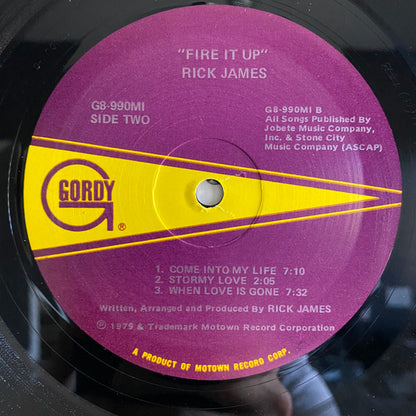 "FIRE IT UP"
RICK JAMES
G8-990MI
SIDE TWO
G8-990MI B
All Songs Published By
Jobete Music Company,
Inc. & Stone City
Music Company (ASCAP)
GORDY
®
1. COME INTO MY LIFE 7:10
2. STORMY LOVE 2:05
3. WHEN LOVE IS GONE 7:32
Written, Arranged and Produced By RICK JAMES
℗ 1979 & Trademark Motown Record Corporation
A PRODUCT OF MOTOWN RECORD CORP.